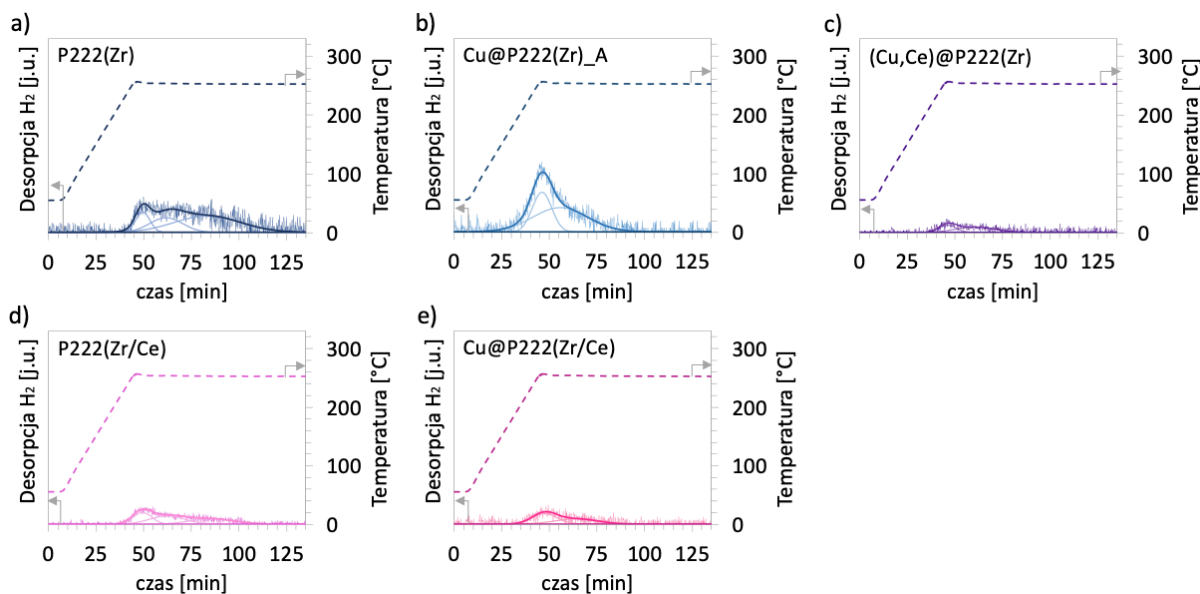 a)
P222(Zr)
Desorpcja H₂ [j.u.]
Temperatura [°C]
300
200
100
0
0 25 50 75 100 125
czas [min]
b)
Cu@P222(Zr)_A
Desorpcja H₂ [j.u.]
Temperatura [°C]
300
200
100
0
0 25 50 75 100 125
czas [min]
c)
(Cu,Ce)@P222(Zr)
Desorpcja H₂ [j.u.]
Temperatura [°C]
300
200
100
0
0 25 50 75 100 125
czas [min]
d)
P222(Zr/Ce)
Desorpcja H₂ [j.u.]
Temperatura [°C]
300
200
100
0
0 25 50 75 100 125
czas [min]
e)
Cu@P222(Zr/Ce)
Desorpcja H₂ [j.u.]
Temperatura [°C]
300
200
100
0
0 25 50 75 100 125
czas [min]